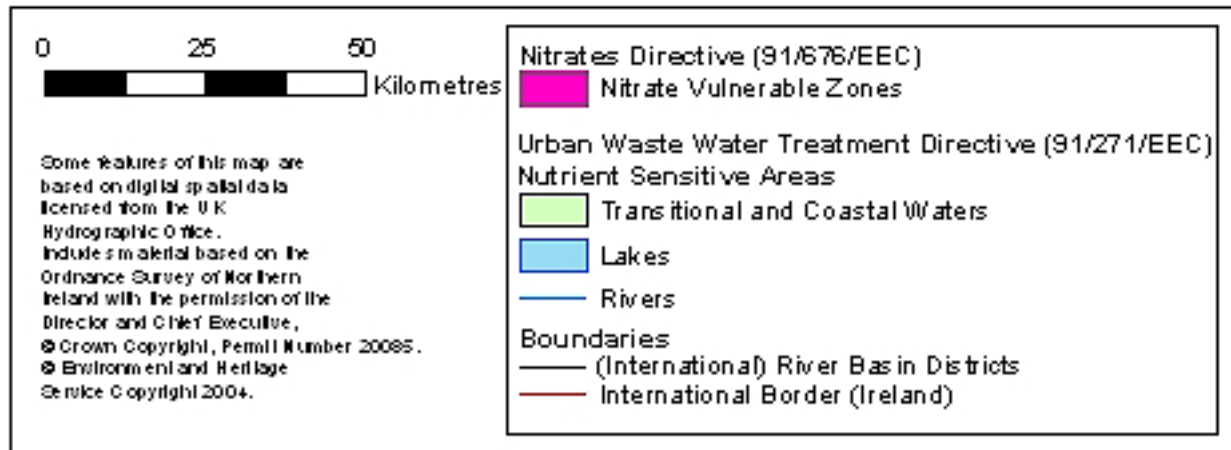 0 25 50
Kilometres
Some features of this map are
based on digital spatial data
licensed from the UK
Hydrographic Office.
Includes material based on the
Ordnance Survey of Northern
Ireland with the permission of the
Director and Chief Executive,
© Crown Copyright, Permit Number 20085.
© Environment and Heritage
Service Copyright 2004.
Nitrates Directive (91/676/EEC)
Nitrate Vulnerable Zones
Urban Waste Water Treatment Directive (91/271/EEC)
Nutrient Sensitive Areas
Transitional and Coastal Waters
Lakes
Rivers
Boundaries
(International) River Basin Districts
International Border (Ireland)